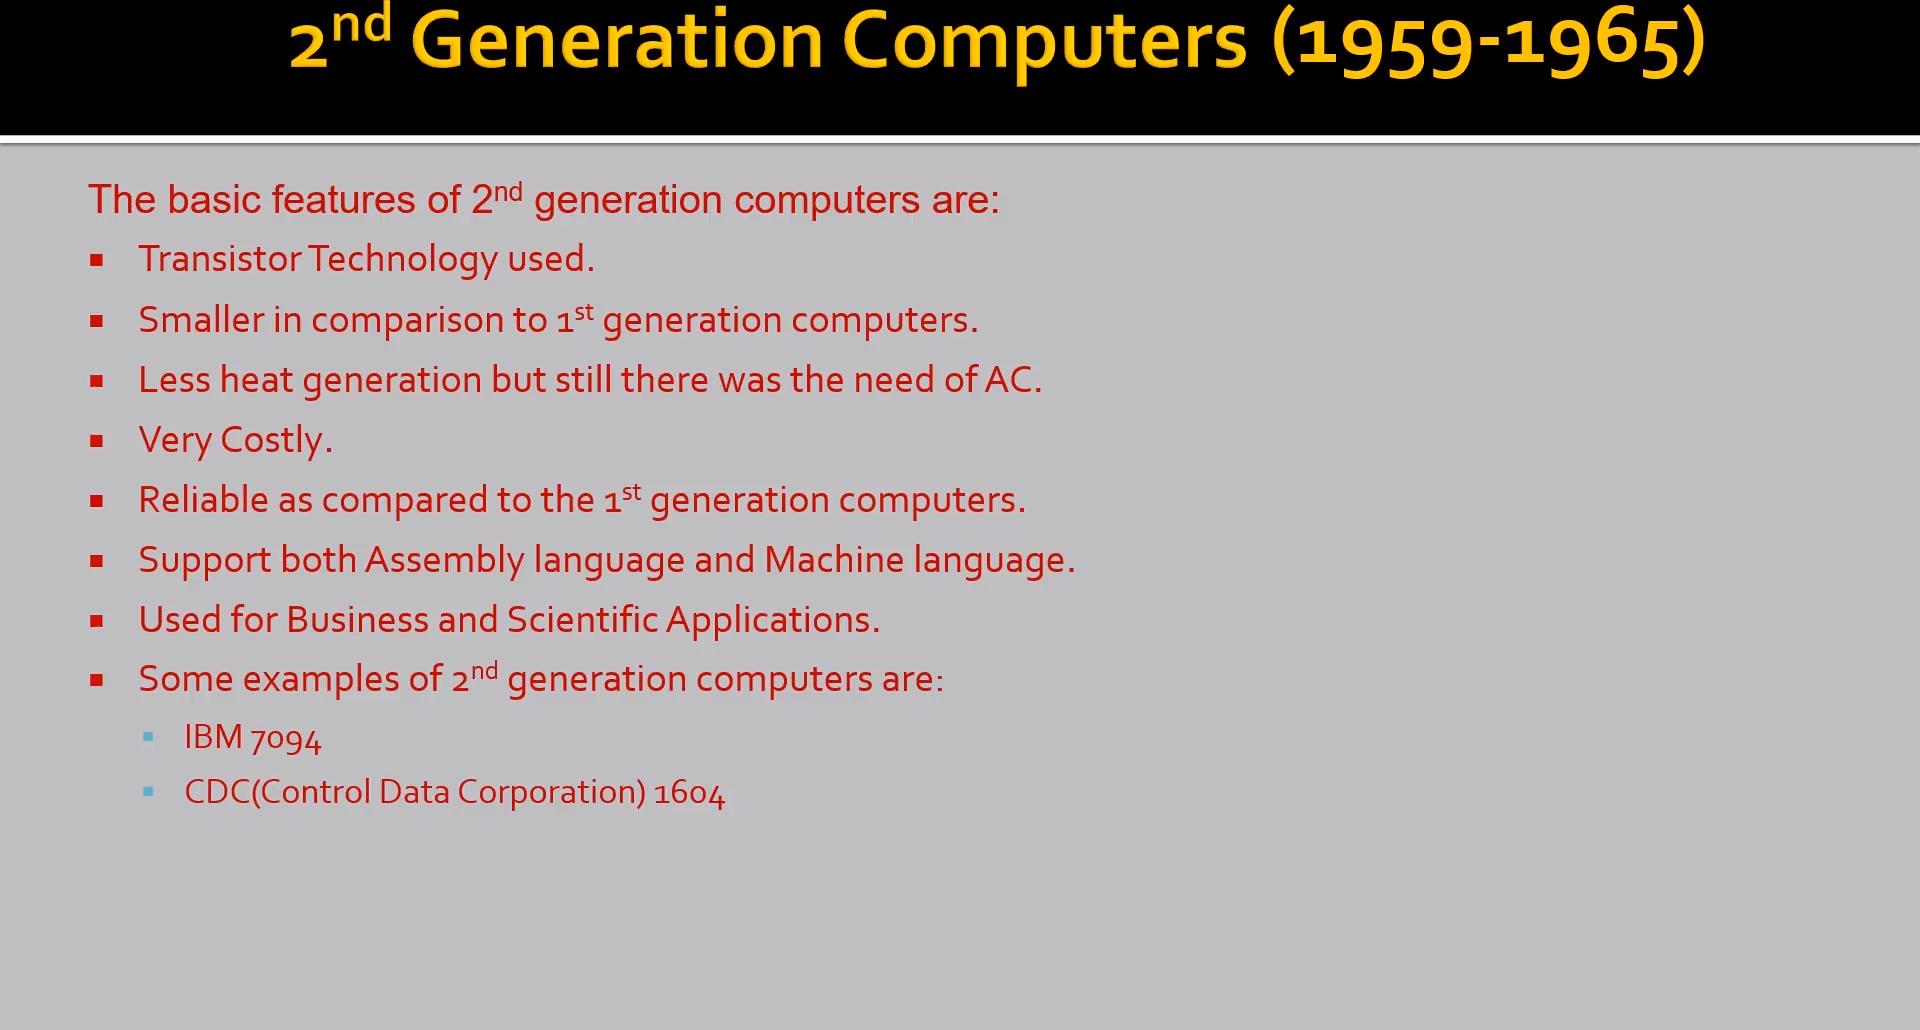 2nd Generation Computers (1959-1965)
The basic features of 2nd generation computers are:
▪ Transistor Technology used.
▪ Smaller in comparison to 1st generation computers.
▪ Less heat generation but still there was the need of AC.
▪ Very Costly.
▪ Reliable as compared to the 1st generation computers.
▪ Support both Assembly language and Machine language.
▪ Used for Business and Scientific Applications.
▪ Some examples of 2nd generation computers are:
▪ IBM 7094
▪ CDC(Control Data Corporation) 1604